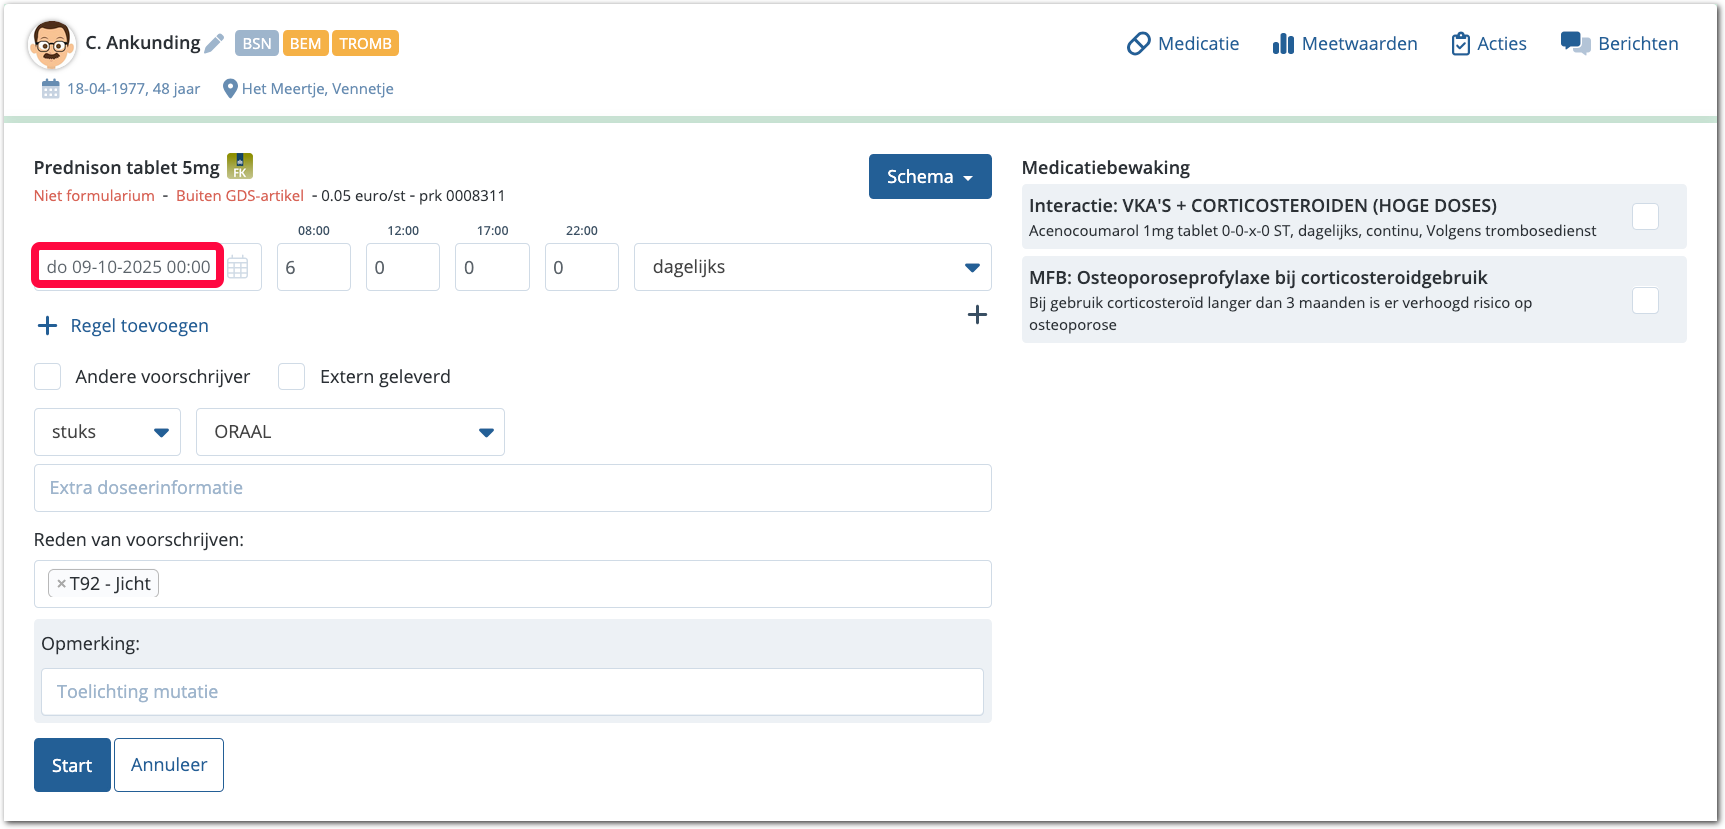 C. Ankunding BSN BEM TROMB
Medicatie Meetwaarden Acties Berichten
18-04-1977, 48 jaar Het Meertje, Vennetje
Prednison tablet 5mg FK
Niet formularium - Buiten GDS-artikel - 0.05 euro/st - prk 0008311
Schema
08:00 12:00 17:00 22:00
do 09-10-2025 00:00 6 0 0 0 dagelijks
Regel toevoegen
Andere voorschrijver Extern geleverd
stuks ORAAL
Extra doseerinformatie
Reden van voorschrijven:
× T92 - Jicht
Opmerking:
Toelichting mutatie
Start Annuleer
Medicatiebewaking
Interactie: VKA'S + CORTICOSTEROIDEN (HOGE DOSES)
Acenocoumarol 1mg tablet 0-0-x-0 ST, dagelijks, continu, Volgens trombosedienst
MFB: Osteoporoseprofylaxe bij corticosteroidgebruik
Bij gebruik corticosteroïd langer dan 3 maanden is er verhoogd risico op
osteoporose